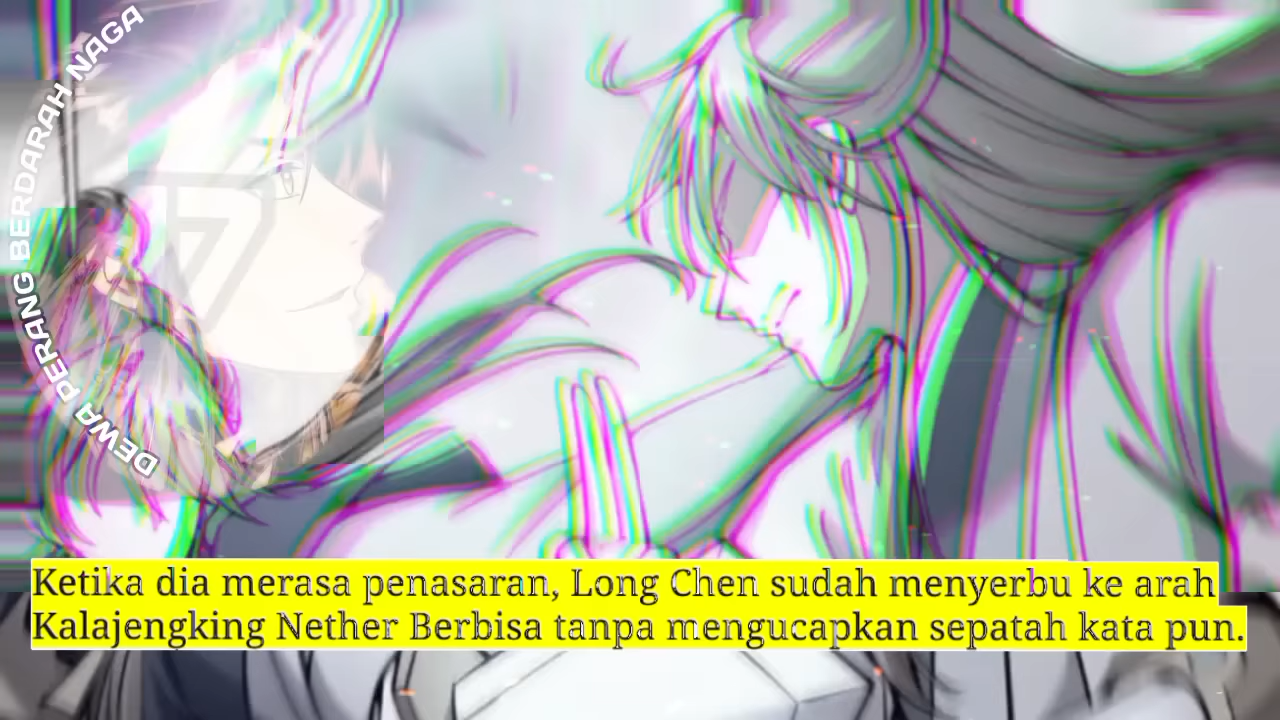 DEWA PERANG BERDARAH NAGA
Ketika dia merasa penasaran, Long Chen sudah menyerbu ke arah
Kalajengking Nether Berbisa tanpa mengucapkan sepatah kata pun.